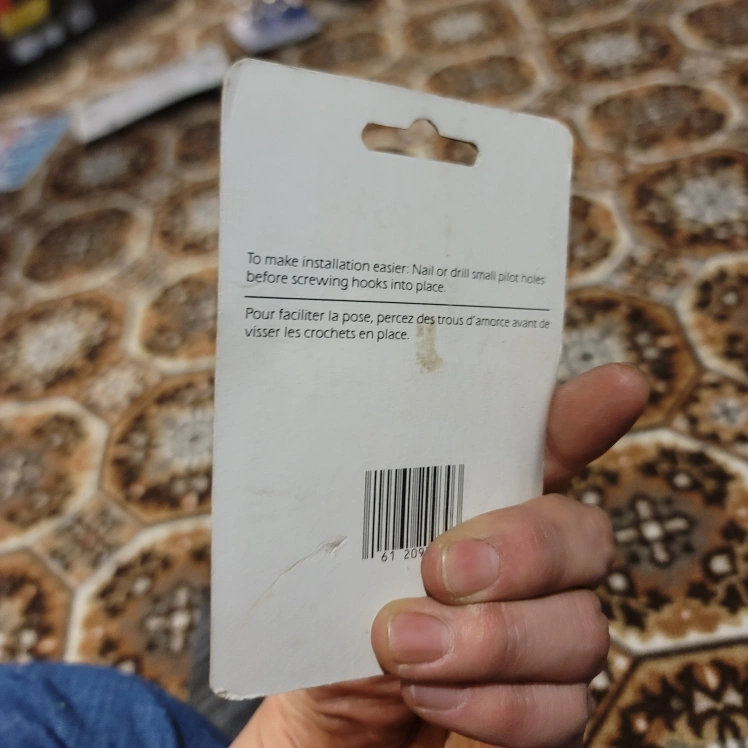 To make installation easier: Nail or drill small pilot holes
before screwing hooks into place.
Pour faciliter la pose, percez des trous d'amorce avant de
visser les crochets en place.
61 209